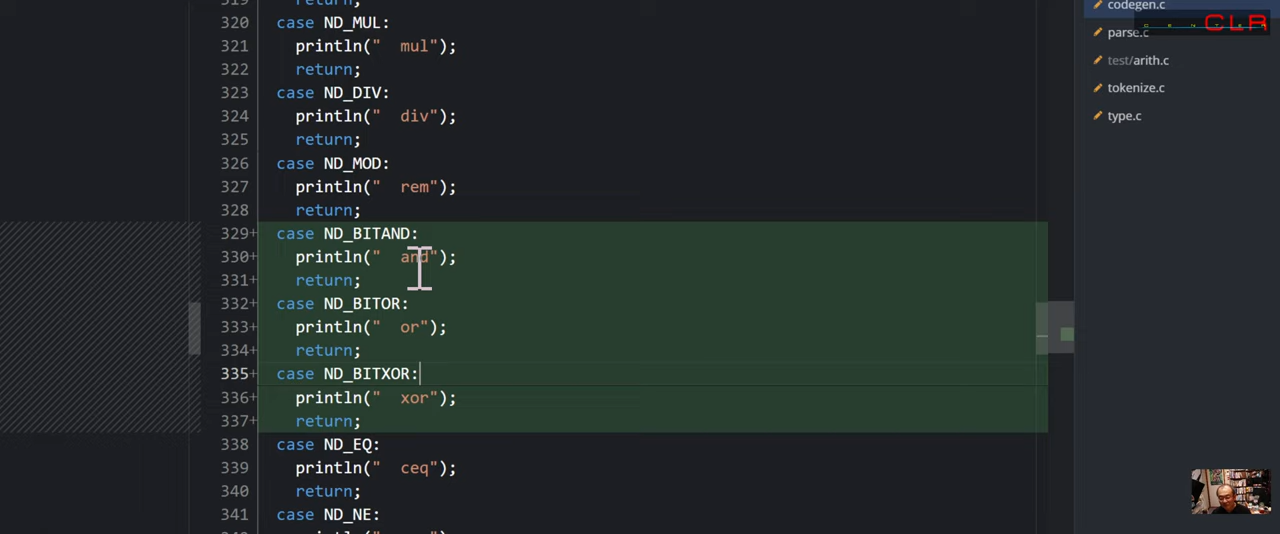 319 return;
320 case ND_MUL:
321 println("  mul");
322 return;
323 case ND_DIV:
324 println("  div");
325 return;
326 case ND_MOD:
327 println("  rem");
328 return;
329+ case ND_BITAND:
330+ println("  and");
331+ return;
332+ case ND_BITOR:
333+ println("  or");
334+ return;
335+ case ND_BITXOR:
336+ println("  xor");
337+ return;
338 case ND_EQ:
339 println("  ceq");
340 return;
341 case ND_NE:
codegen.c
CLR
parse.c
test/arith.c
tokenize.c
type.c